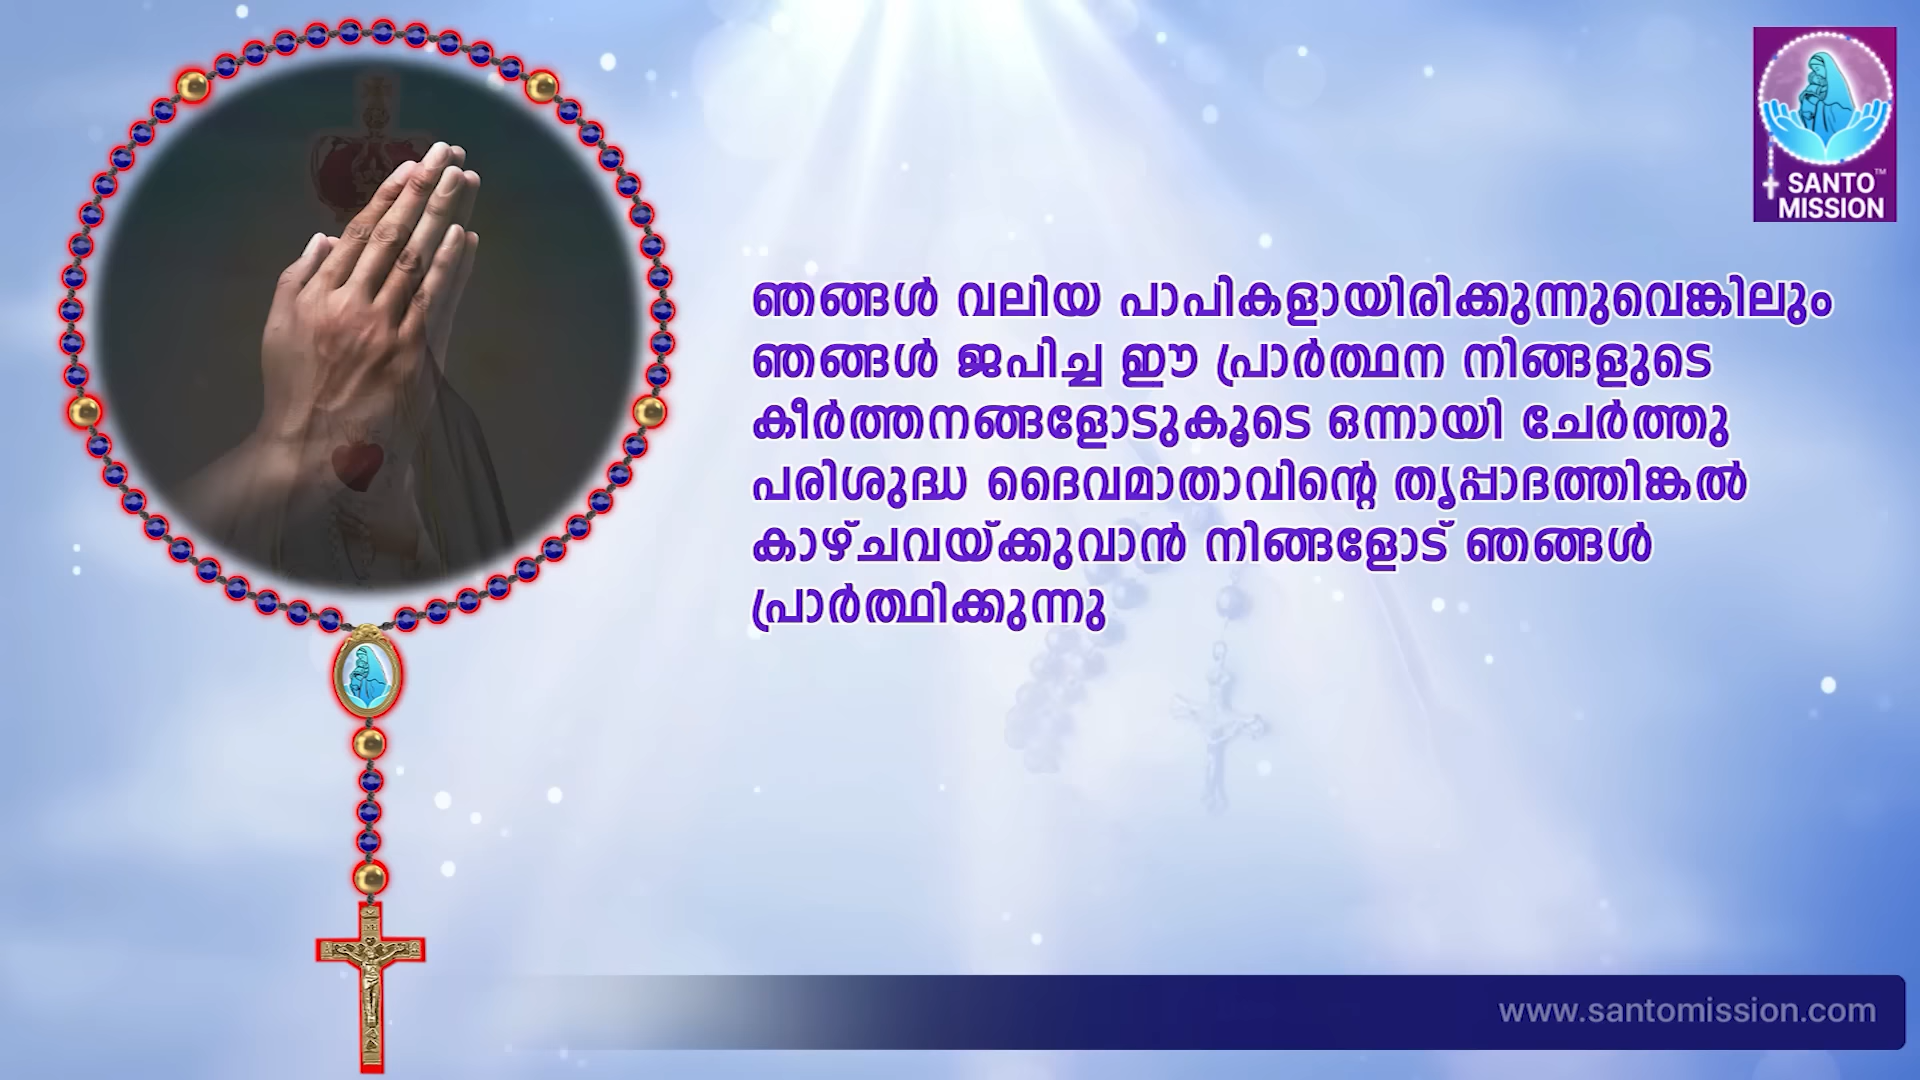 SANTO™
MISSION
ഞങ്ങൾ വലിയ പാപികളായിരിക്കുന്നുവെങ്കിലും
ഞങ്ങൾ ജപിച്ച ഈ പ്രാർത്ഥന നിങ്ങളുടെ
കീർത്തനങ്ങളോടുകൂടെ ഒന്നായി ചേർത്തു
പരിശുദ്ധ ദൈവമാതാവിന്റെ തൃപ്പാദത്തിങ്കൽ
കാഴ്ചവയ്ക്കുവാൻ നിങ്ങളോട് ഞങ്ങൾ
പ്രാർത്ഥിക്കുന്നു
www.santomission.com